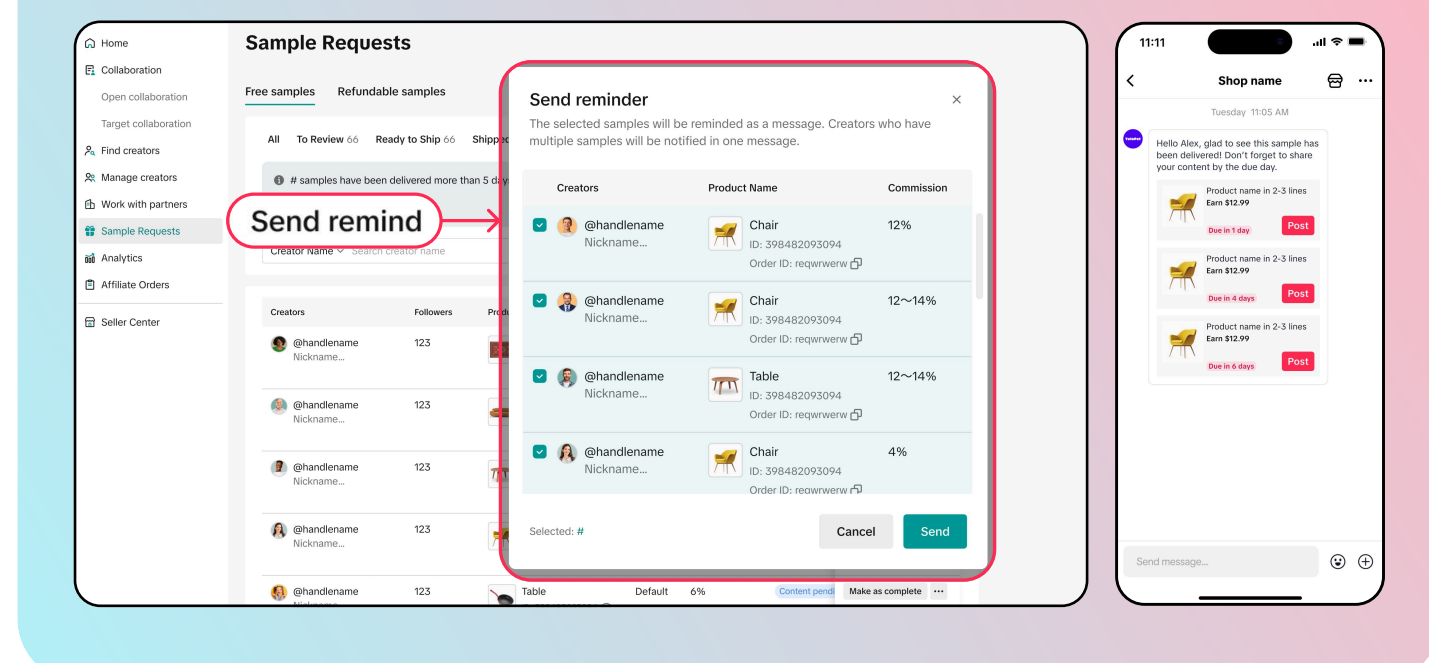 Home
Collaboration
Open collaboration
Target collaboration
Find creators
Manage creators
Work with partners
Sample Requests
Analytics
Affiliate Orders
Seller Center
Sample Requests
Free samples Refundable samples
All To Review 66 Ready to Ship 66 Shipped
# samples have been delivered more than 5 day
Send remind
Creator Name Search creator name
Creators Followers Produ
@handlename 123
Nickname...
@handlename 123
Nickname...
@handlename 123
Nickname...
@handlename 123
Nickname...
@handlename 123
Table Default 6% Content pendi Make as complete ...
Send reminder
The selected samples will be reminded as a message. Creators who have
multiple samples will be notified in one message.
Creators Product Name Commission
@handlename Chair 12%
Nickname... ID: 398482093094
Order ID: reqwrwerw
@handlename Chair 12～14%
Nickname... ID: 398482093094
Order ID: reqwrwerw
@handlename Table 12～14%
Nickname... ID: 398482093094
Order ID: reqwrwerw
@handlename Chair 4%
Nickname... ID: 398482093094
Order ID: reqwrwerw
Selected: # Cancel Send
11:11
Shop name
Tuesday 11:05 AM
Hello Alex, glad to see this sample has
been delivered! Don't forget to share
your content by the due day.
Product name in 2-3 lines
Earn $12.99
Due in 1 day Post
Product name in 2-3 lines
Earn $12.99
Due in 4 days Post
Product name in 2-3 lines
Earn $12.99
Due in 6 days Post
Send message...